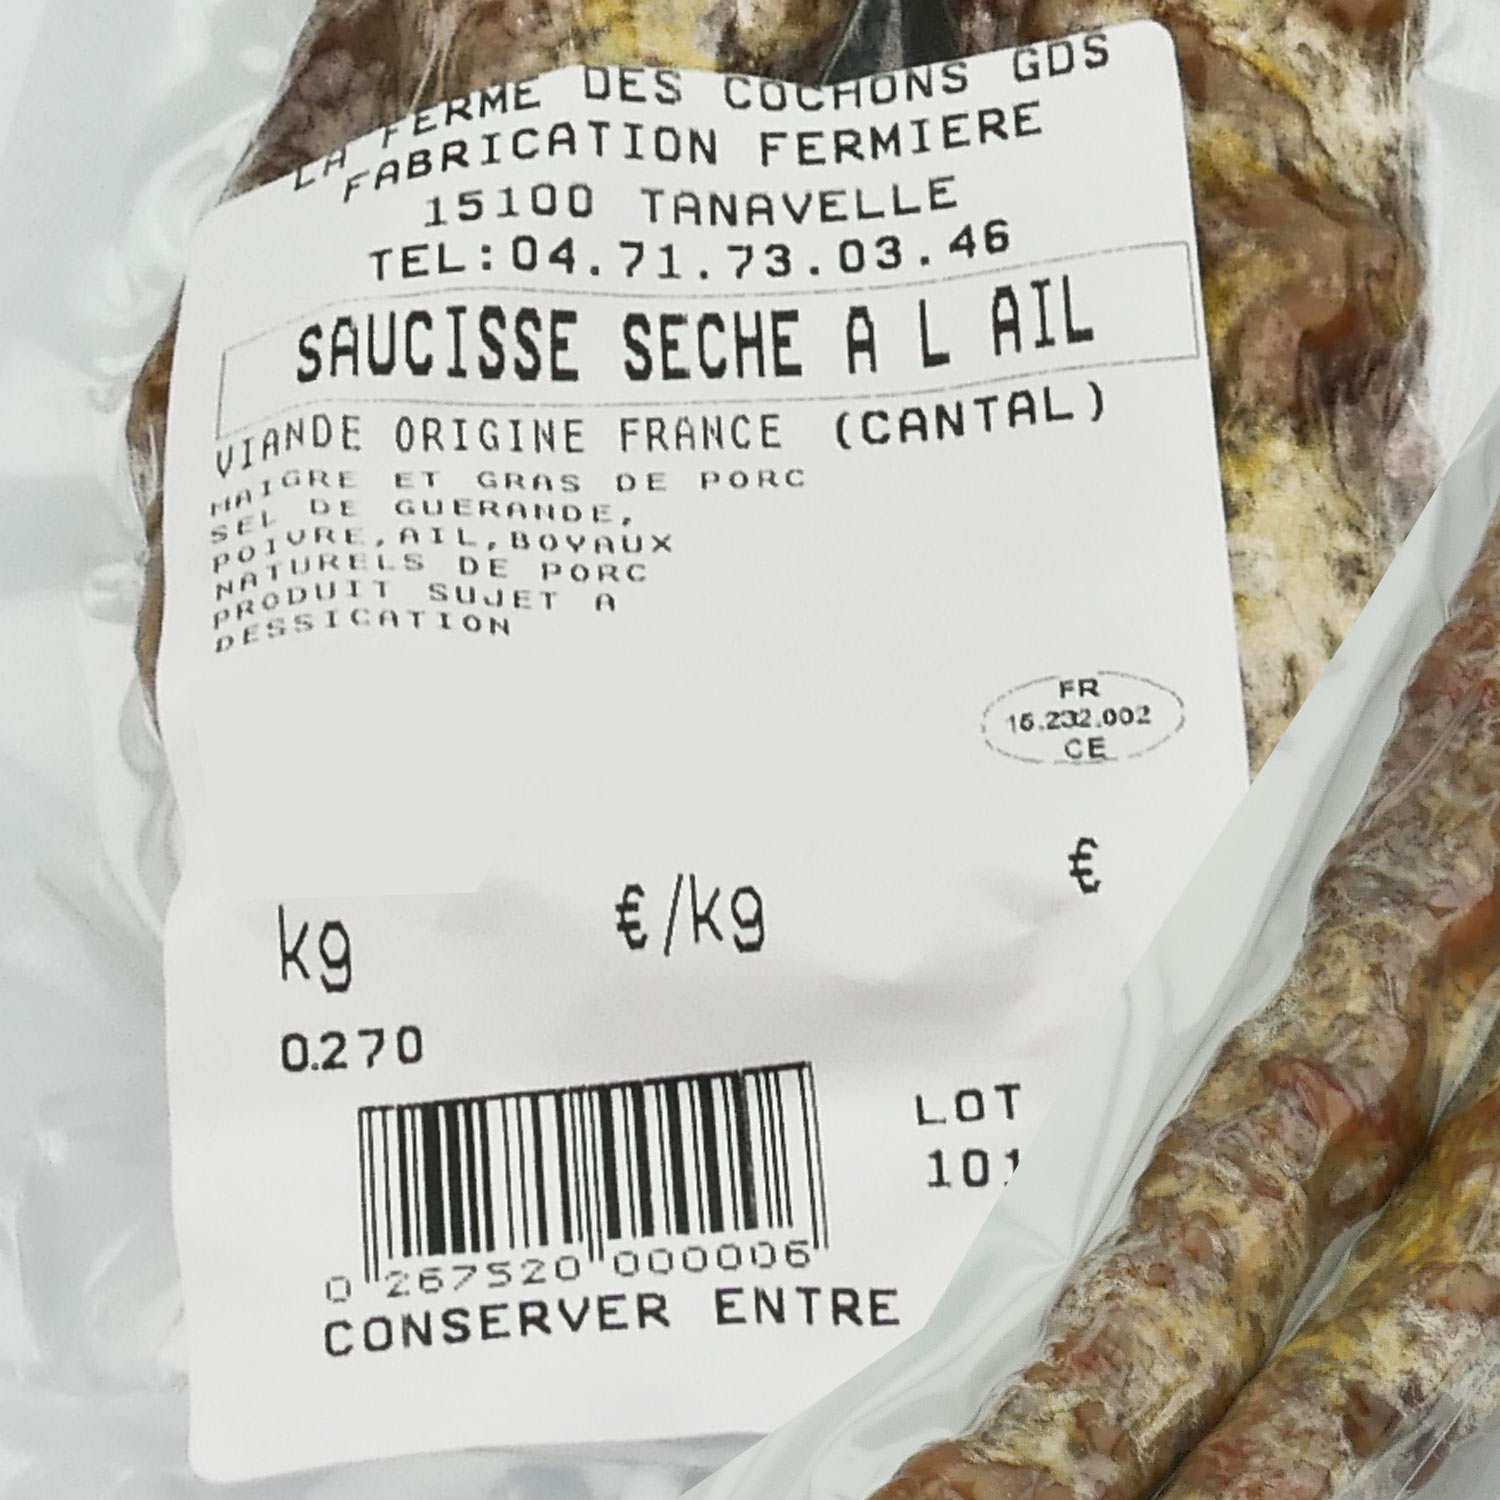 LA FERME DES COCHONS GDS
FABRICATION FERMIERE
15100 TANAVELLE
TEL:04.71.73.03.46
SAUCISSE SECHE A L AIL
VIANDE ORIGINE FRANCE (CANTAL)
MAIGRE ET GRAS DE PORC
SEL DE GUERANDE,
POIVRE,AIL,BOYAUX
NATURELS DE PORC
PRODUIT SUJET A
DESSICATION
FR
15.232.002
CE
kg €/kg €
0.270
LOT
101
0 267520 000006
CONSERVER ENTRE